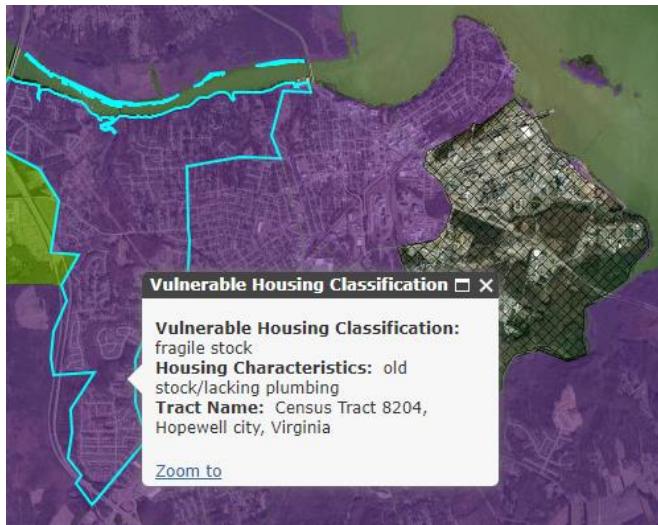 Vulnerable Housing Classification
Vulnerable Housing Classification:
fragile stock
Housing Characteristics: old
stock/lacking plumbing
Tract Name: Census Tract 8204,
Hopewell city, Virginia
Zoom to